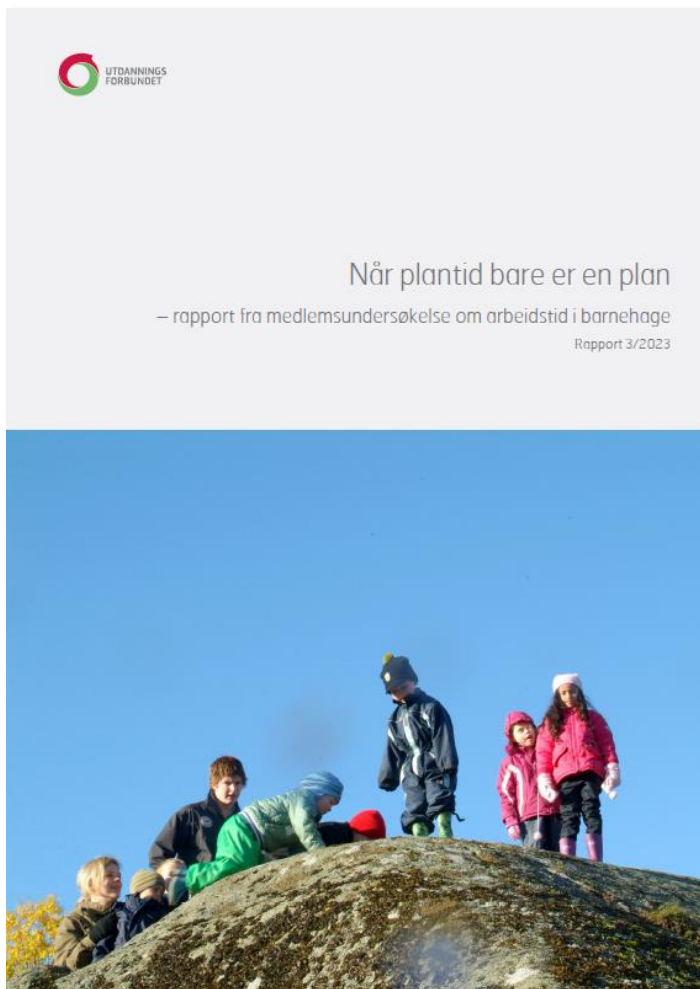 UTDANNINGS
FORBUNDET
Når plantid bare er en plan
– rapport fra medlemsundersøkelse om arbeidstid i barnehage
Rapport 3/2023